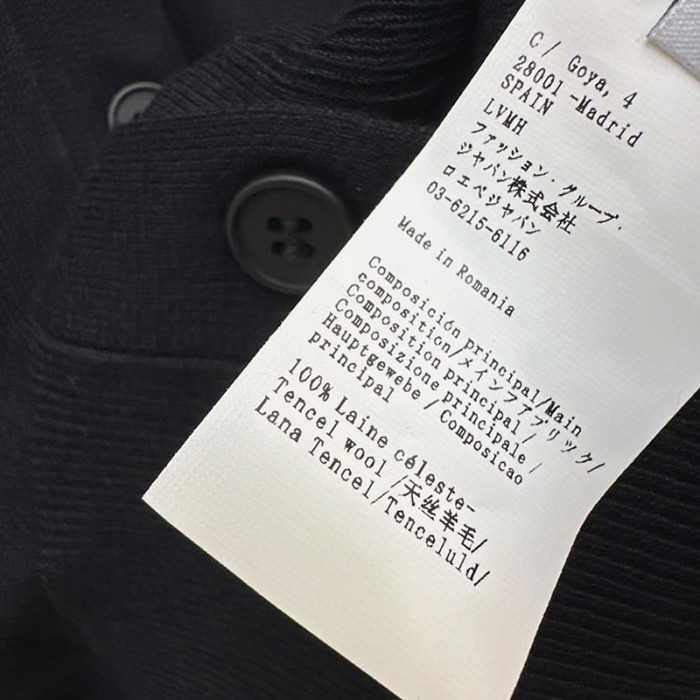 C/ Goya, 4
28001 -Madrid
SPAIN
LVMH
ファッション・グループ・
ジャパン株式会社
ロエベジャパン
03-6215-6116
Made in Romania
Composición principal/Main
composition/メインファブリック/
Composition principale/
Composizione principal/
Hauptgewebe /Composicao
principal
100% Laine céleste-
Tencel wool /天丝羊毛/
Lana Tencel/Tenceluld/